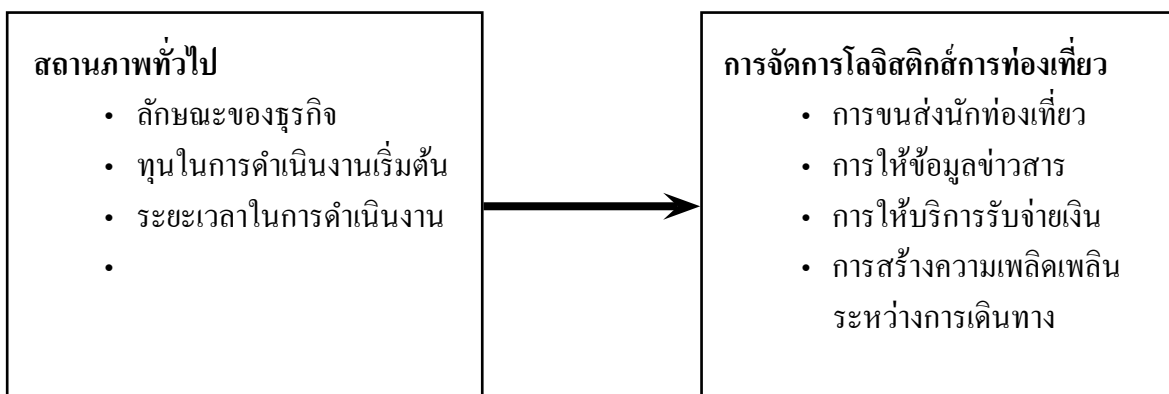 สถานภาพทั่วไป
• ลักษณะของธุรกิจ
• ทุนในการดำเนินงานเริ่มต้น
• ระยะเวลาในการดำเนินงาน
•
การจัดการโลจิสติกส์การท่องเที่ยว
• การขนส่งนักท่องเที่ยว
• การให้ข้อมูลข่าวสาร
• การให้บริการรับจ่ายเงิน
• การสร้างความเพลิดเพลิน
ระหว่างการเดินทาง